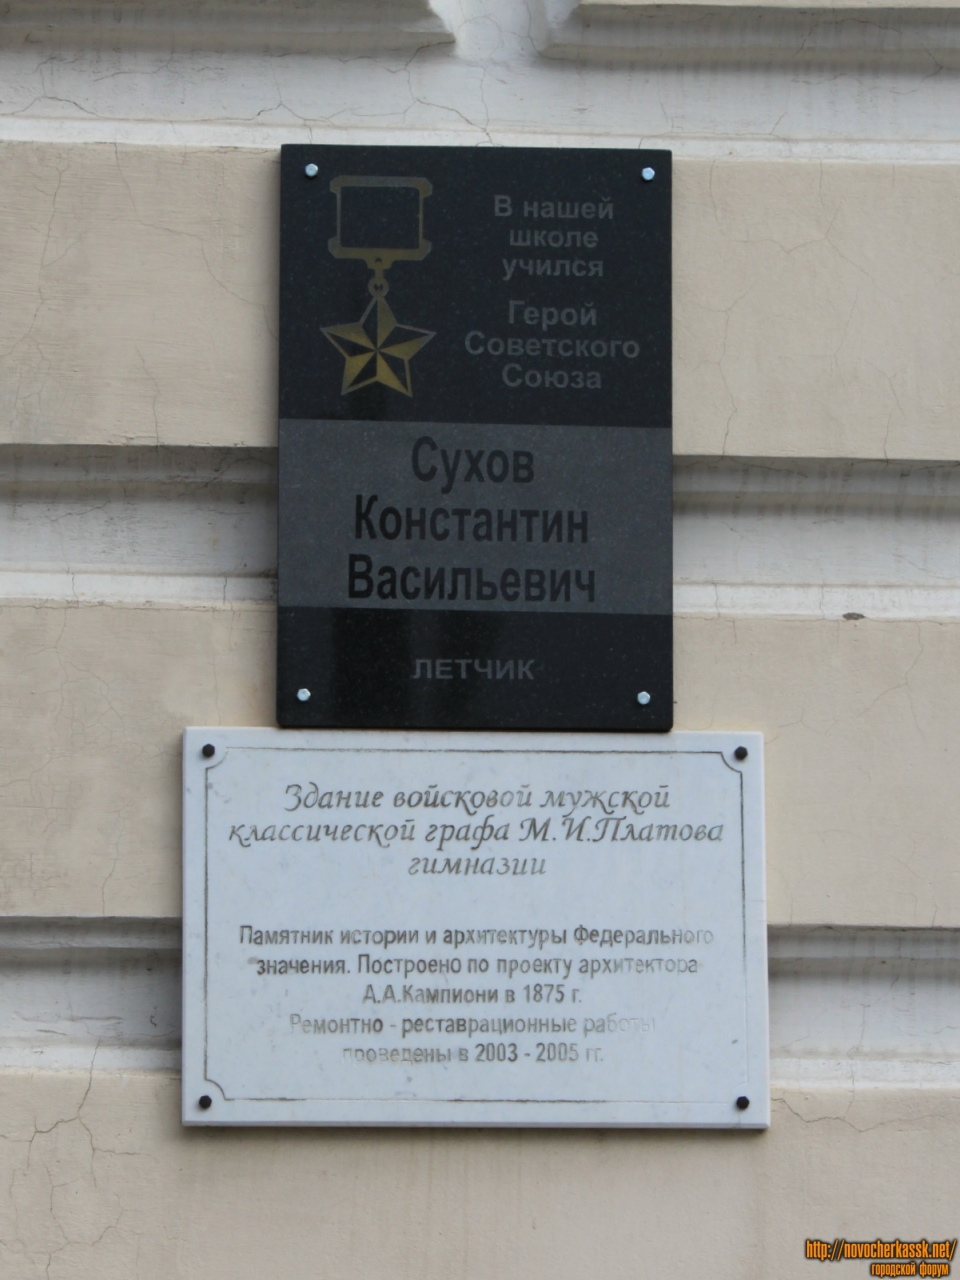 В нашей
школе
учился
Герой
Советского
Союза
Сухов
Константин
Васильевич
ЛЕТЧИК
Здание войсковой мужской
классической графа М.И.Платова
гимназии
Памятник истории и архитектуры Федерального
значения. Построено по проекту архитектора
А.А.Кампиони в 1875 г.
Ремонтно - реставрационные работы
проведены в 2003 - 2005 гг.
http://novocherkassk.net/
городской форум